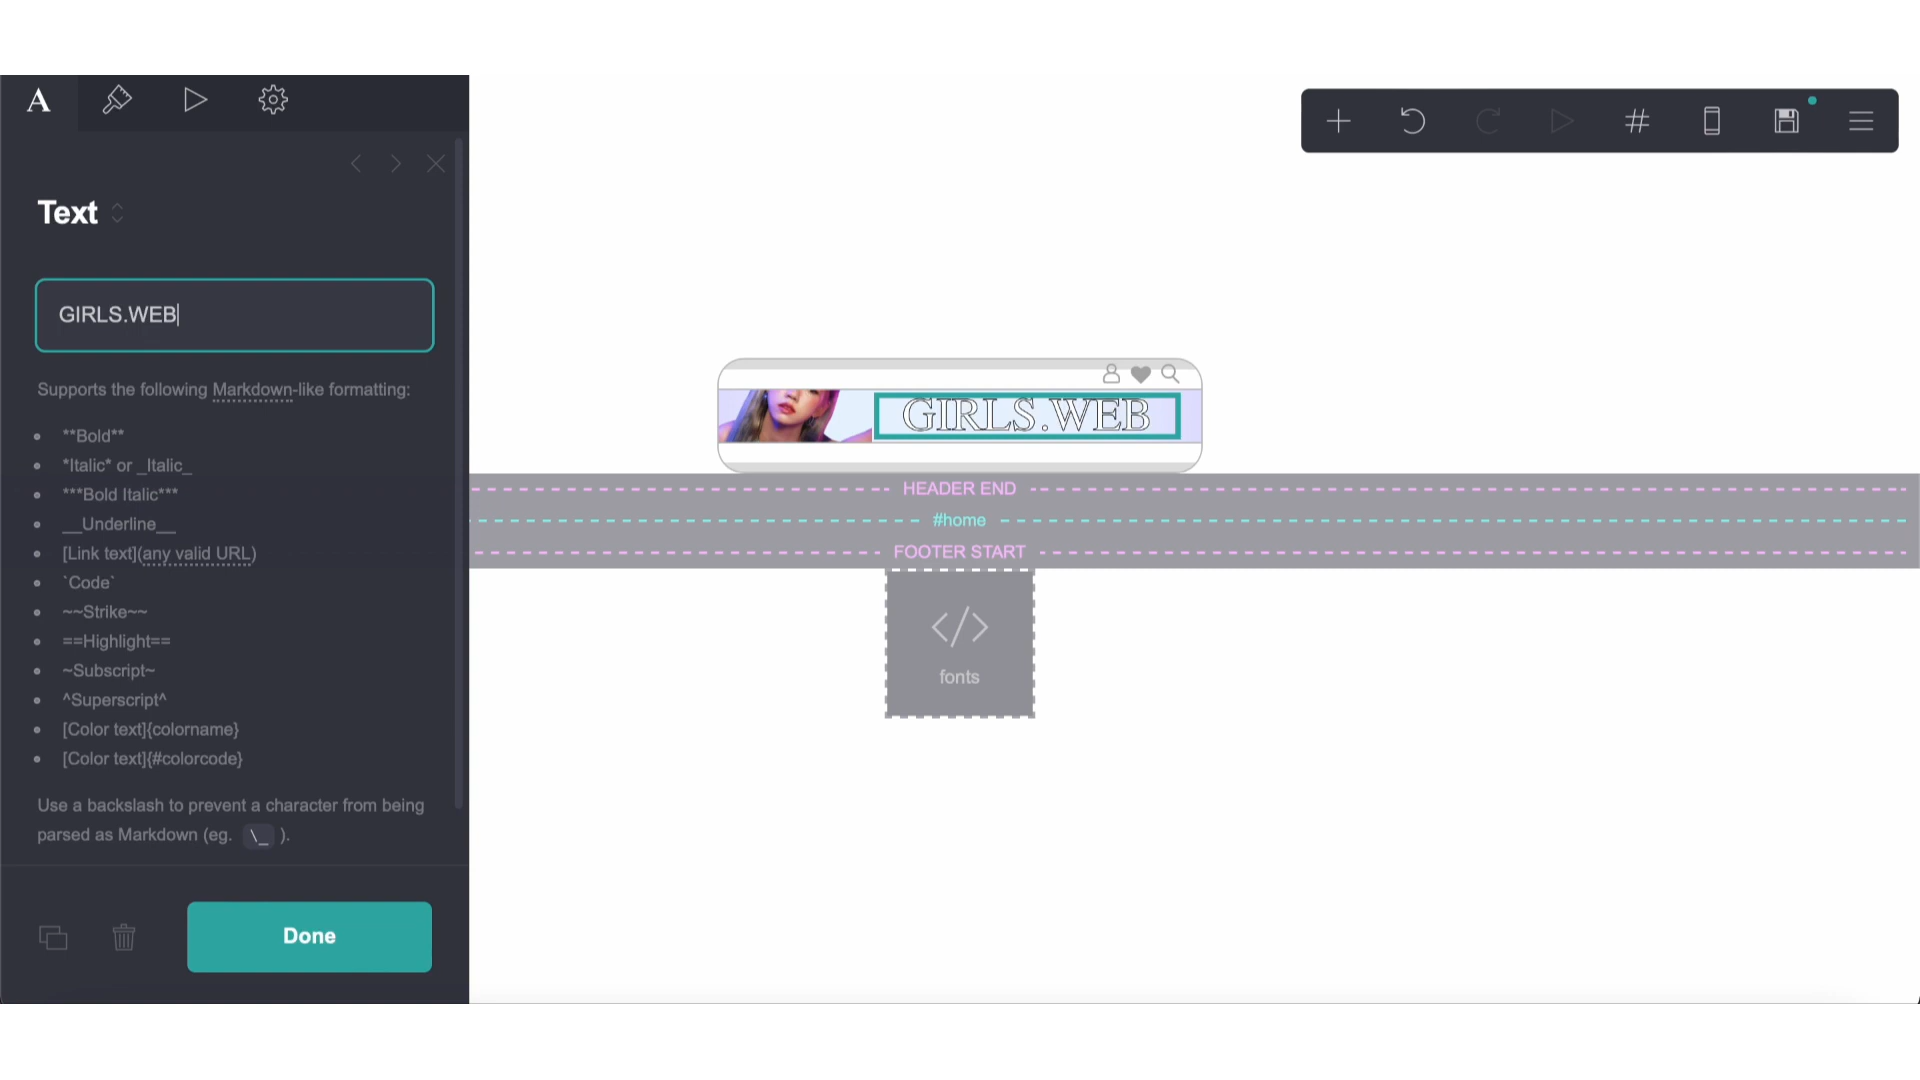 A
Text
GIRLS.WEB
Supports the following Markdown-like formatting:
**Bold**
*Italic* or _Italic_
***Bold Italic***
__Underline__
[Link text](any valid URL)
`Code`
~~Strike~~
==Highlight==
~Subscript~
^Superscript^
[Color text]{colorname}
[Color text]{#colorcode}
Use a backslash to prevent a character from being
parsed as Markdown (eg. \_ ).
Done
GIRLS.WEB
HEADER END
#home
FOOTER START
</>
fonts